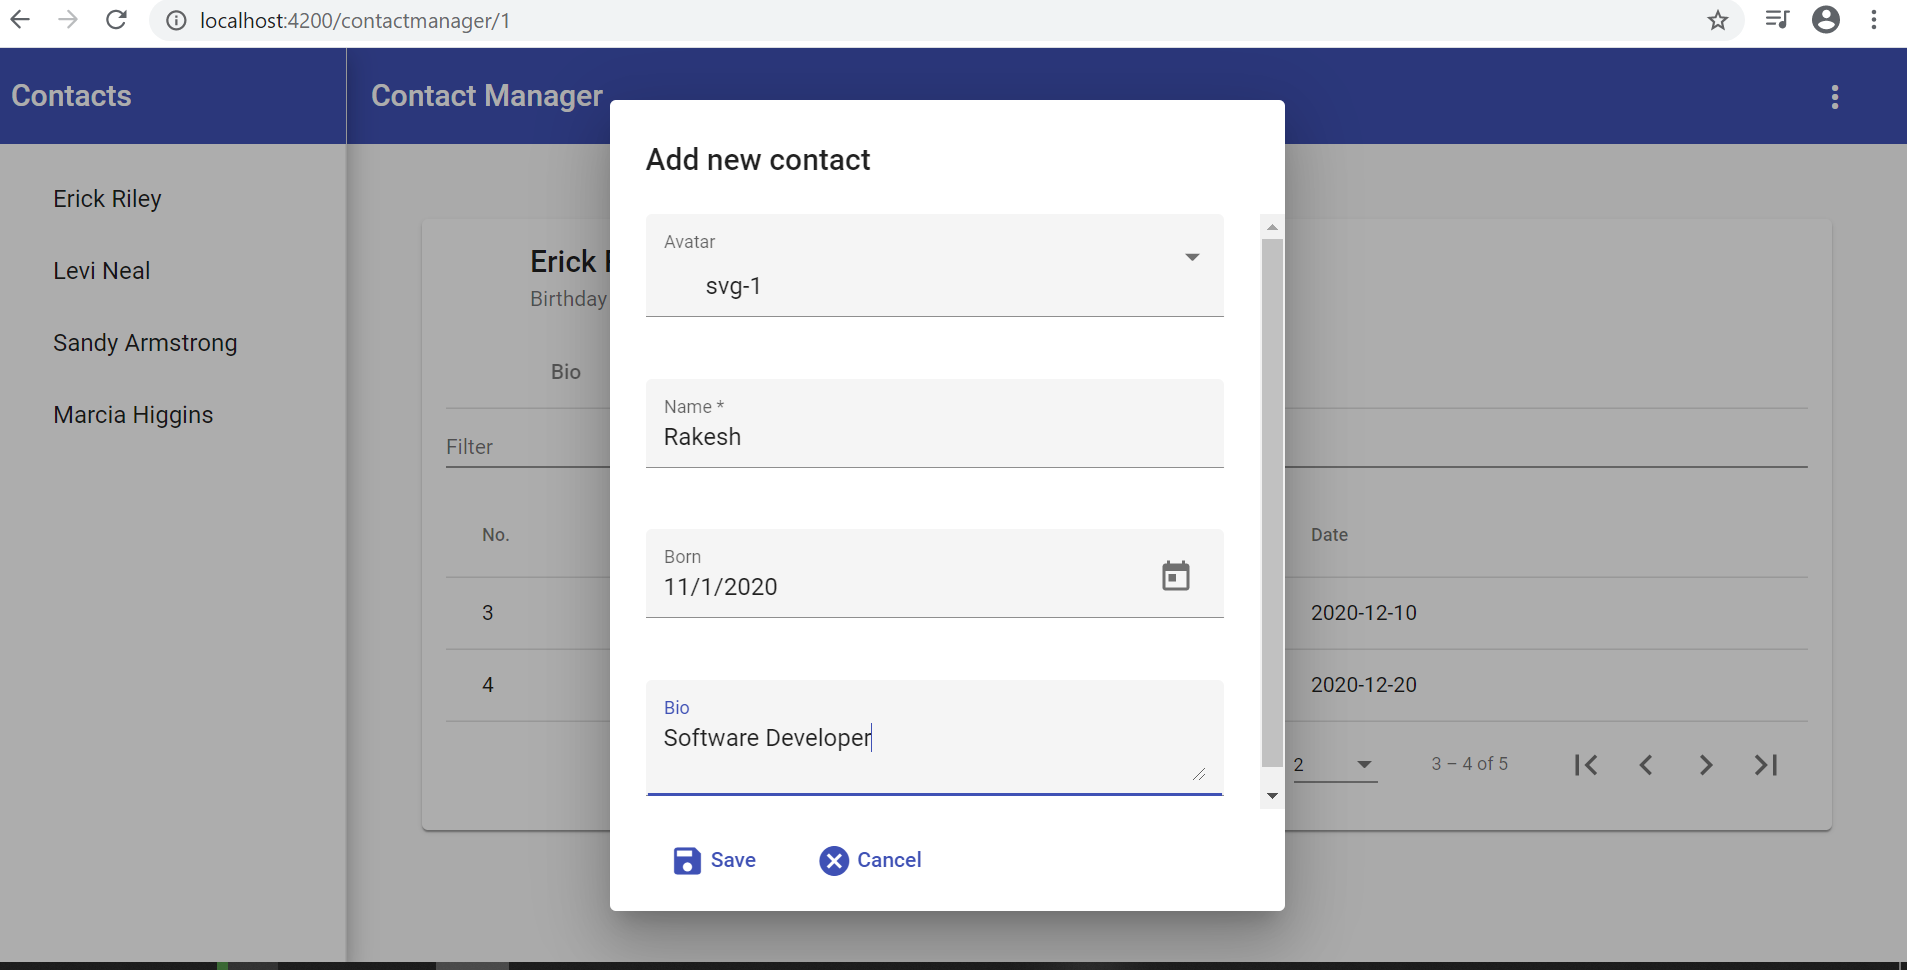 localhost:4200/contactmanager/1
Contacts
Contact Manager
Erick Riley
Levi Neal
Sandy Armstrong
Marcia Higgins
Erick
Birthday
Bio
Filter
No.
Date
3
2020-12-10
4
2020-12-20
2
3 – 4 of 5
Add new contact
Avatar
svg-1
Name *
Rakesh
Born
11/1/2020
Bio
Software Developer
Save
Cancel